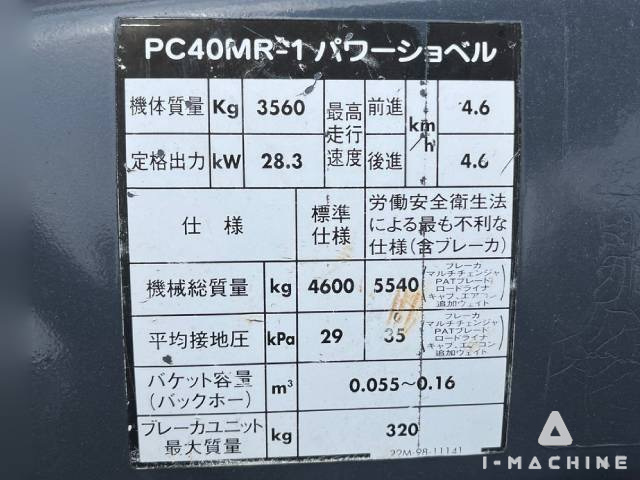 PC40MR-1 パワーショベル
機体質量 Kg 3560 最高走行速度 前進 km/h 4.6
定格出力 kW 28.3 後進 4.6
仕様 標準仕様 労働安全衛生法による最も不利な仕様(含ブレーカ)
機械総質量 kg 4600 5540
(ブレーカ
マルチチェンジャ
PATブレード
ロードライナ
キャブ、エアコン
追加ウェイト)
平均接地圧 kPa 29 35
(ブレーカ
マルチチェンジャ
PATブレード
ロードライナ
キャブ、エアコン
追加ウェイト)
バケット容量
(バックホー) m³ 0.055~0.16
ブレーカユニット
最大質量 kg 320
22M-98-11141
I-MACHINE